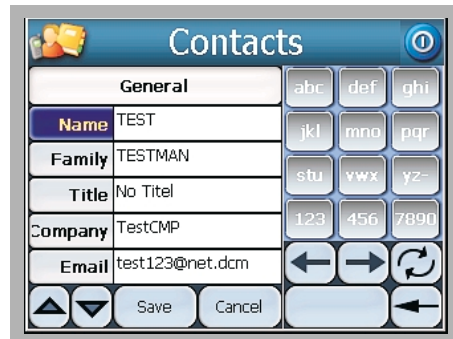 Contacts
General
abc def ghi
Name TEST
jkl mno pqr
Family TESTMAN
stu vwx yz-
Title No Titel
123 456 7890
Company TestCMP
Email test123@net.dcm
Save Cancel